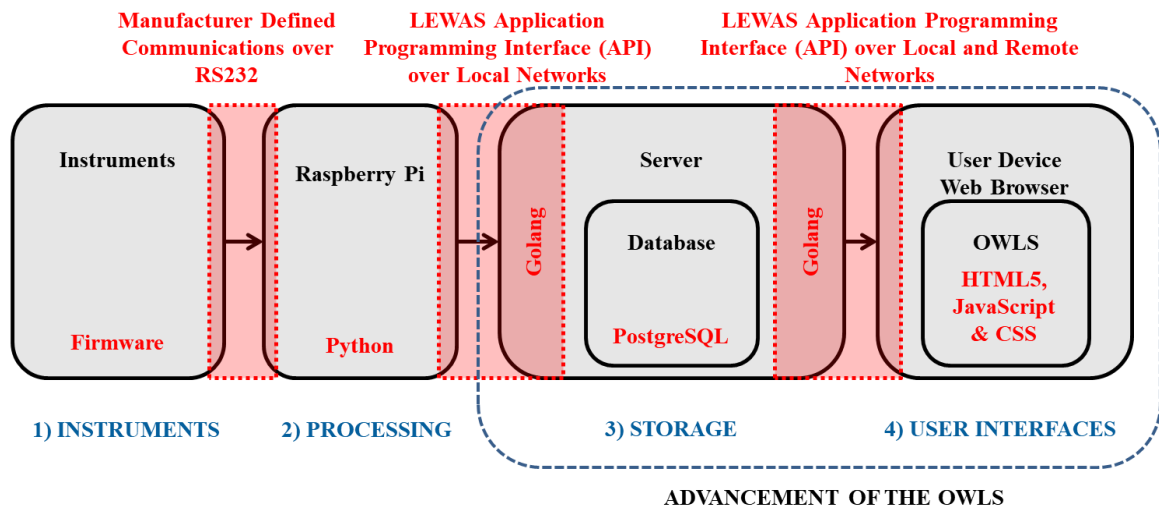 Manufacturer Defined
Communications over
RS232
LEWAS Application
Programming Interface (API)
over Local Networks
LEWAS Application Programming
Interface (API) over Local and Remote
Networks
Instruments
Firmware
Raspberry Pi
Python
Golang
Server
Database
PostgreSQL
Golang
User Device
Web Browser
OWLS
HTML5,
JavaScript
& CSS
1) INSTRUMENTS
2) PROCESSING
3) STORAGE
4) USER INTERFACES
ADVANCEMENT OF THE OWLS